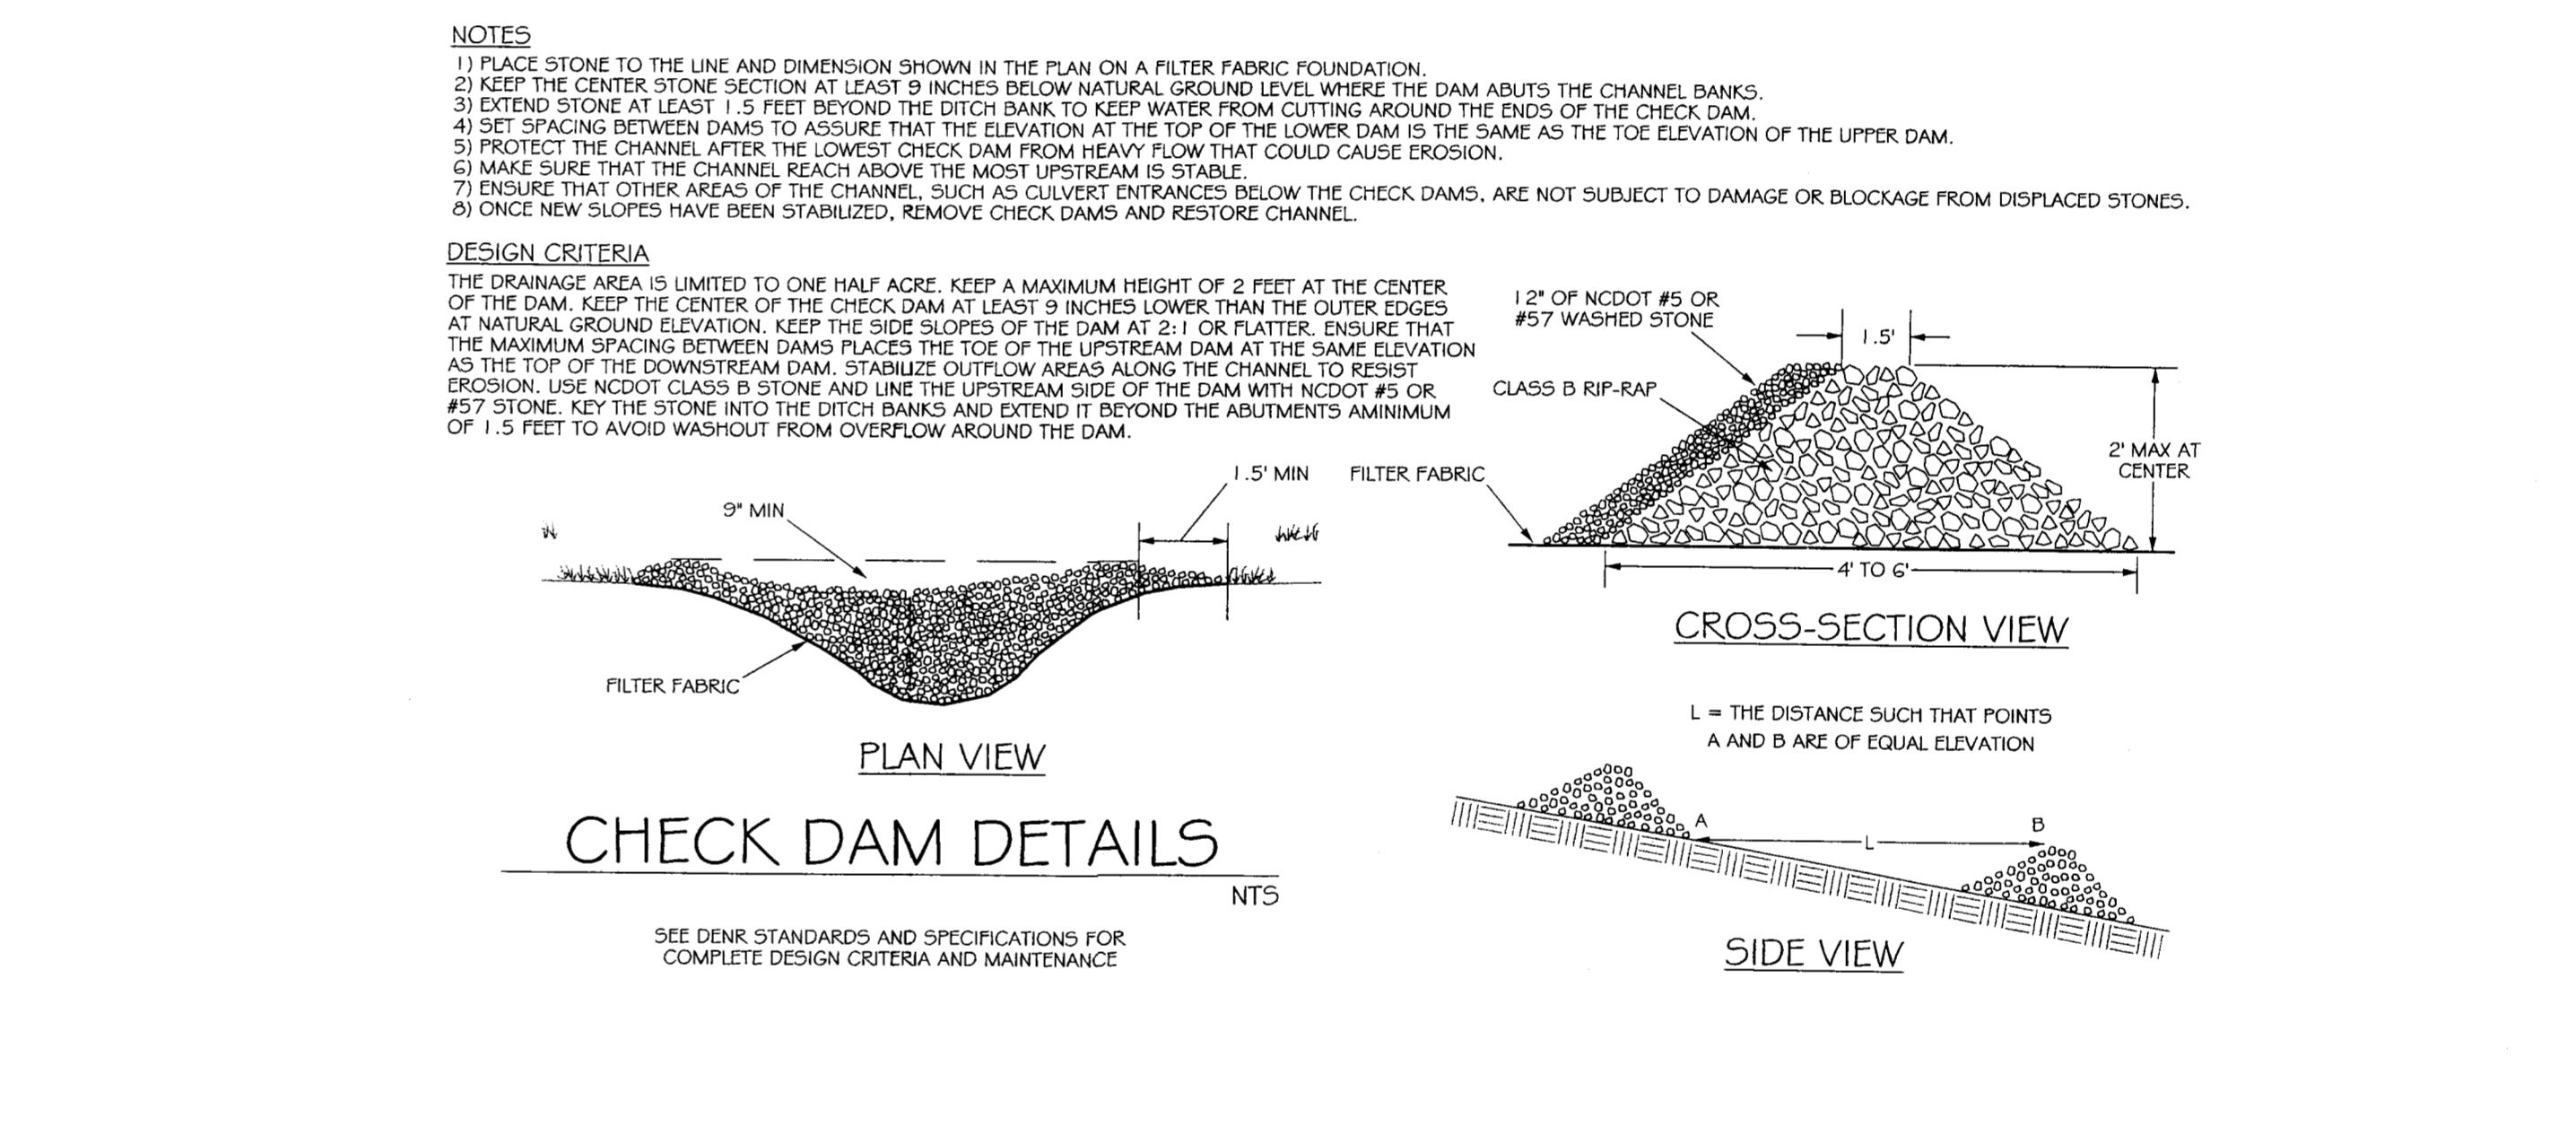 NOTES
1) PLACE STONE TO THE LINE AND DIMENSION SHOWN IN THE PLAN ON A FILTER FABRIC FOUNDATION.
2) KEEP THE CENTER STONE SECTION AT LEAST 9 INCHES BELOW NATURAL GROUND LEVEL WHERE THE DAM ABUTS THE CHANNEL BANKS.
3) EXTEND STONE AT LEAST 1.5 FEET BEYOND THE DITCH BANK TO KEEP WATER FROM CUTTING AROUND THE ENDS OF THE CHECK DAM.
4) SET SPACING BETWEEN DAMS TO ASSURE THAT THE ELEVATION AT THE TOP OF THE LOWER DAM IS THE SAME AS THE TOE ELEVATION OF THE UPPER DAM.
5) PROTECT THE CHANNEL AFTER THE LOWEST CHECK DAM FROM HEAVY FLOW THAT COULD CAUSE EROSION.
6) MAKE SURE THAT THE CHANNEL REACH ABOVE THE MOST UPSTREAM IS STABLE.
7) ENSURE THAT OTHER AREAS OF THE CHANNEL, SUCH AS CULVERT ENTRANCES BELOW THE CHECK DAMS, ARE NOT SUBJECT TO DAMAGE OR BLOCKAGE FROM DISPLACED STONES.
8) ONCE NEW SLOPES HAVE BEEN STABILIZED, REMOVE CHECK DAMS AND RESTORE CHANNEL.
DESIGN CRITERIA
THE DRAINAGE AREA IS LIMITED TO ONE HALF ACRE. KEEP A MAXIMUM HEIGHT OF 2 FEET AT THE CENTER
OF THE DAM. KEEP THE CENTER OF THE CHECK DAM AT LEAST 9 INCHES LOWER THAN THE OUTER EDGES
AT NATURAL GROUND ELEVATION. KEEP THE SIDE SLOPES OF THE DAM AT 2:1 OR FLATTER. ENSURE THAT
THE MAXIMUM SPACING BETWEEN DAMS PLACES THE TOE OF THE UPSTREAM DAM AT THE SAME ELEVATION
AS THE TOP OF THE DOWNSTREAM DAM. STABILIZE OUTFLOW AREAS ALONG THE CHANNEL TO RESIST
EROSION. USE NCDOT CLASS B STONE AND LINE THE UPSTREAM SIDE OF THE DAM WITH NCDOT #5 OR
#57 STONE. KEY THE STONE INTO THE DITCH BANKS AND EXTEND IT BEYOND THE ABUTMENTS AMINIMUM
OF 1.5 FEET TO AVOID WASHOUT FROM OVERFLOW AROUND THE DAM.
12" OF NCDOT #5 OR
#57 WASHED STONE
1.5'
CLASS B RIP-RAP
FILTER FABRIC
2' MAX AT
CENTER
4' TO 6'
CROSS-SECTION VIEW
9" MIN
1.5' MIN
FILTER FABRIC
PLAN VIEW
L = THE DISTANCE SUCH THAT POINTS
A AND B ARE OF EQUAL ELEVATION
A
L
B
SIDE VIEW
CHECK DAM DETAILS
NTS
SEE DENR STANDARDS AND SPECIFICATIONS FOR
COMPLETE DESIGN CRITERIA AND MAINTENANCE